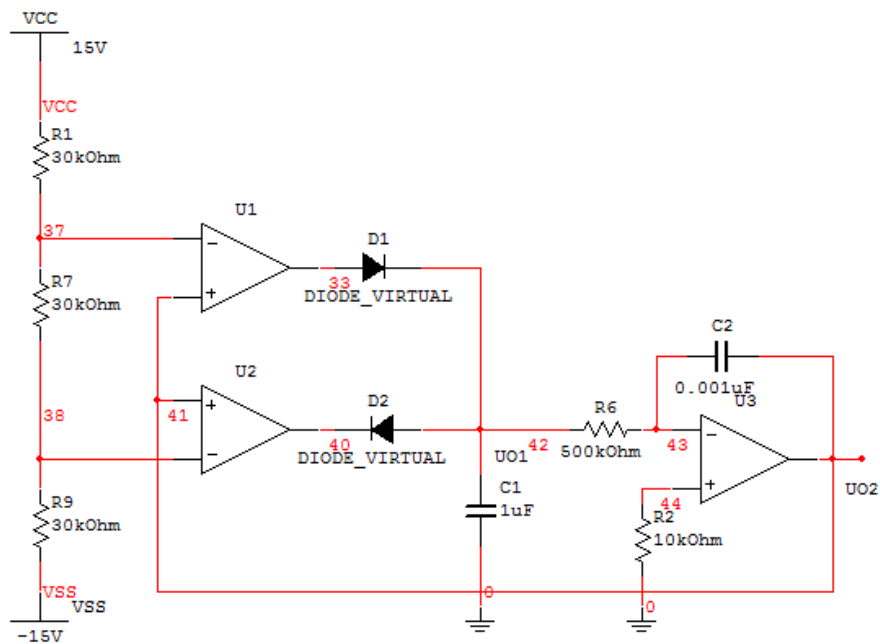 VCC
15V
VCC
R1
30kOhm
37
R7
30kOhm
38
R9
30kOhm
VSS
VSS
-15V
U1
−
+
33
D1
DIODE_VIRTUAL
U2
41
+
−
40
D2
DIODE_VIRTUAL
UO1
42
C1
1uF
0
R6
500kOhm
43
C2
0.001uF
U3
−
+
44
R2
10kOhm
0
UO2